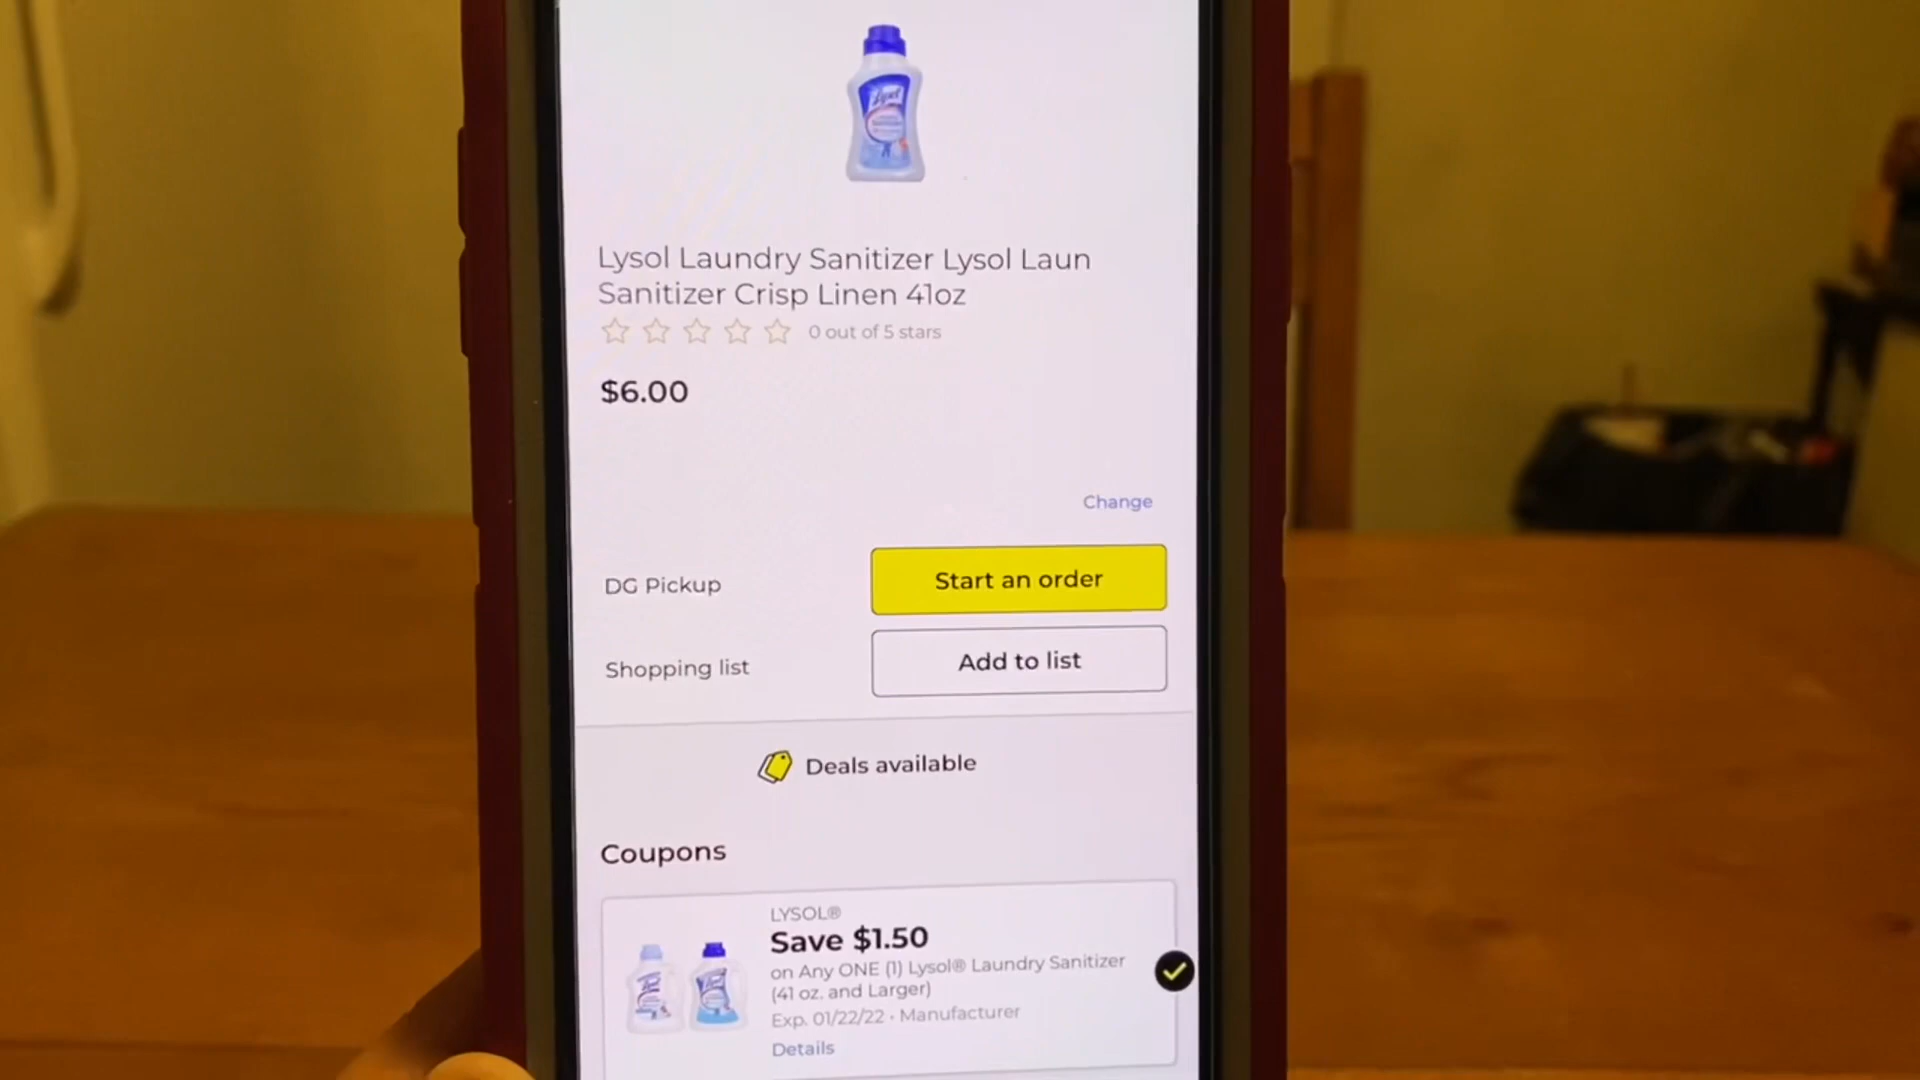 Lysol
Lysol Laundry Sanitizer Lysol Laun
Sanitizer Crisp Linen 41oz
0 out of 5 stars
$6.00
Change
DG Pickup
Start an order
Shopping list
Add to list
Deals available
Coupons
LYSOL®
Save $1.50
on Any ONE (1) Lysol® Laundry Sanitizer
(41 oz. and Larger)
Exp. 01/22/22 • Manufacturer
Details